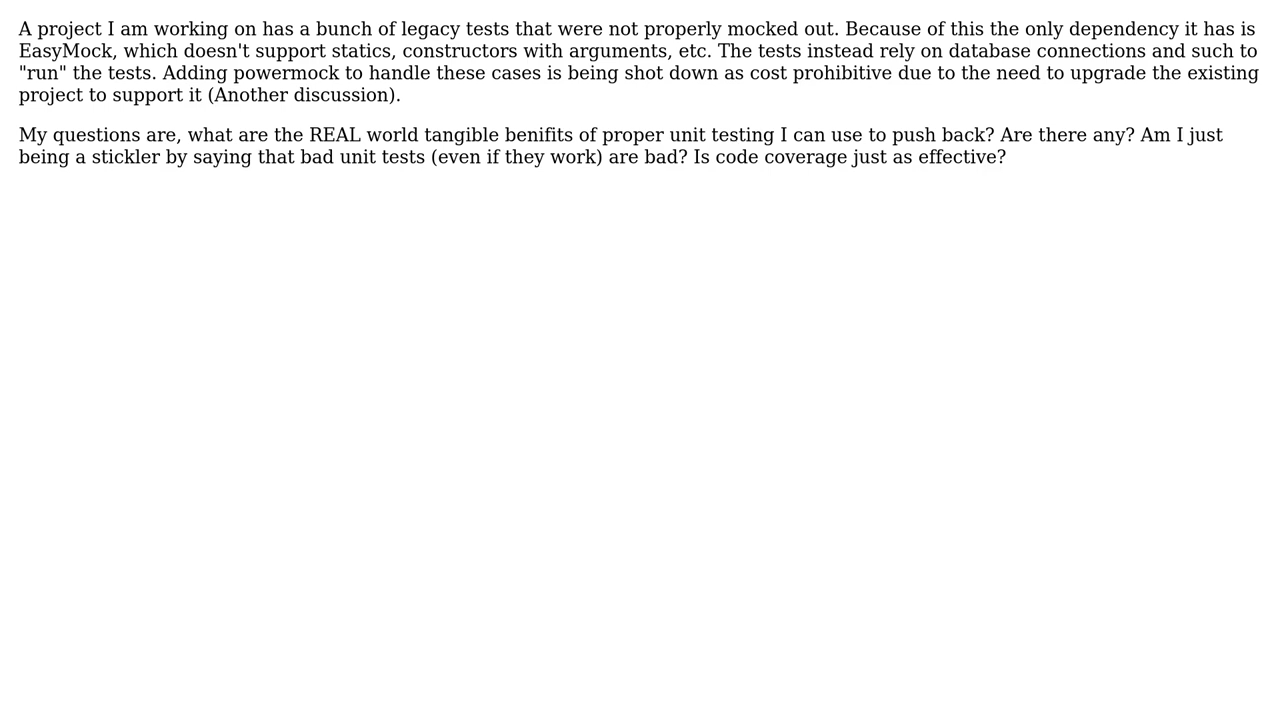 A project I am working on has a bunch of legacy tests that were not properly mocked out. Because of this the only dependency it has is
EasyMock, which doesn't support statics, constructors with arguments, etc. The tests instead rely on database connections and such to
"run" the tests. Adding powermock to handle these cases is being shot down as cost prohibitive due to the need to upgrade the existing
project to support it (Another discussion).
My questions are, what are the REAL world tangible benifits of proper unit testing I can use to push back? Are there any? Am I just
being a stickler by saying that bad unit tests (even if they work) are bad? Is code coverage just as effective?